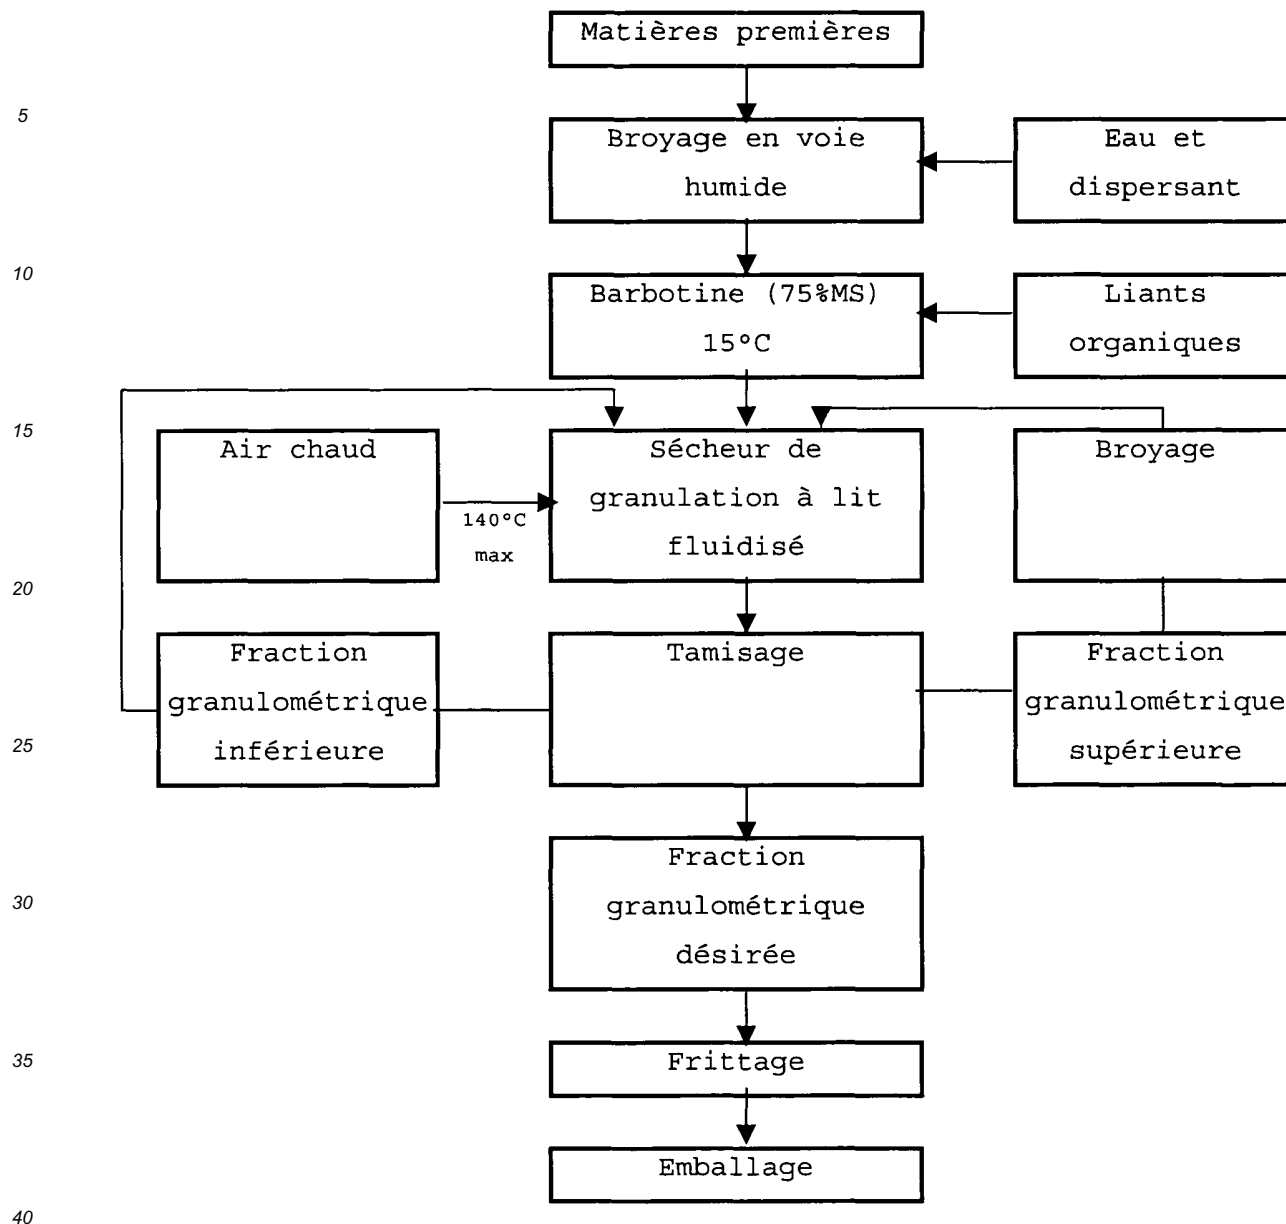 Matières premières
5
Broyage en voie
humide
Eau et
dispersant
10
Barbotine (75%MS)
15°C
Liants
organiques
15
Air chaud
140°C
max
Sécheur de
granulation à lit
fluidisé
Broyage
20
Fraction
granulométrique
inférieure
Tamisage
Fraction
granulométrique
supérieure
25
Fraction
granulométrique
désirée
30
35
Frittage
Emballage
40